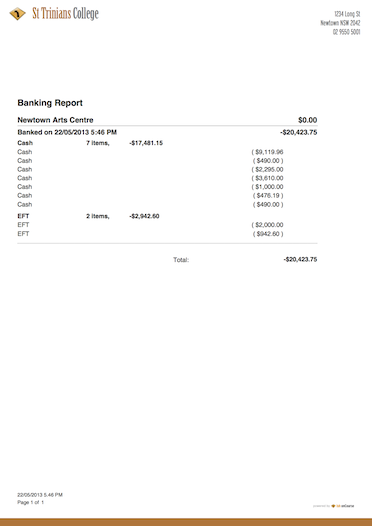 St Trinians College
1234 Long St
Newtown NSW 2042
02 9550 5001
Banking Report
Newtown Arts Centre $0.00
Banked on 22/05/2013 5:46 PM -$20,423.75
Cash 7 items, -$17,481.15
Cash ( $9,119.96
Cash ( $490.00 )
Cash ( $2,295.00
Cash ( $3,610.00
Cash ( $1,000.00
Cash ( $476.19 )
Cash ( $490.00 )
EFT 2 items, -$2,942.60
EFT ( $2,000.00
EFT ( $942.60 )
Total: -$20,423.75
22/05/2013 5:46 PM
Page 1 of 1